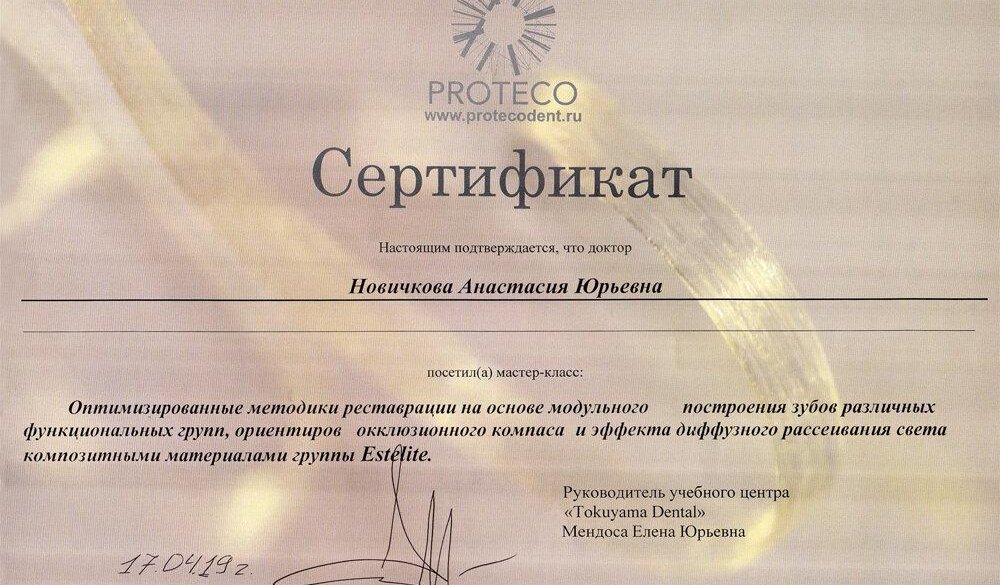 PROTECO
www.protecodent.ru
Сертификат
Настоящим подтверждается, что доктор
Новичкова Анастасия Юрьевна
посетил(а) мастер-класс:
Оптимизированные методики реставрации на основе модульного построения зубов различных
функциональных групп, ориентиров окклюзионного компаса и эффекта диффузного рассеивания света
композитными материалами группы Estelite.
Руководитель учебного центра
«Tokuyama Dental»
Мендоса Елена Юрьевна
17.04.19г.